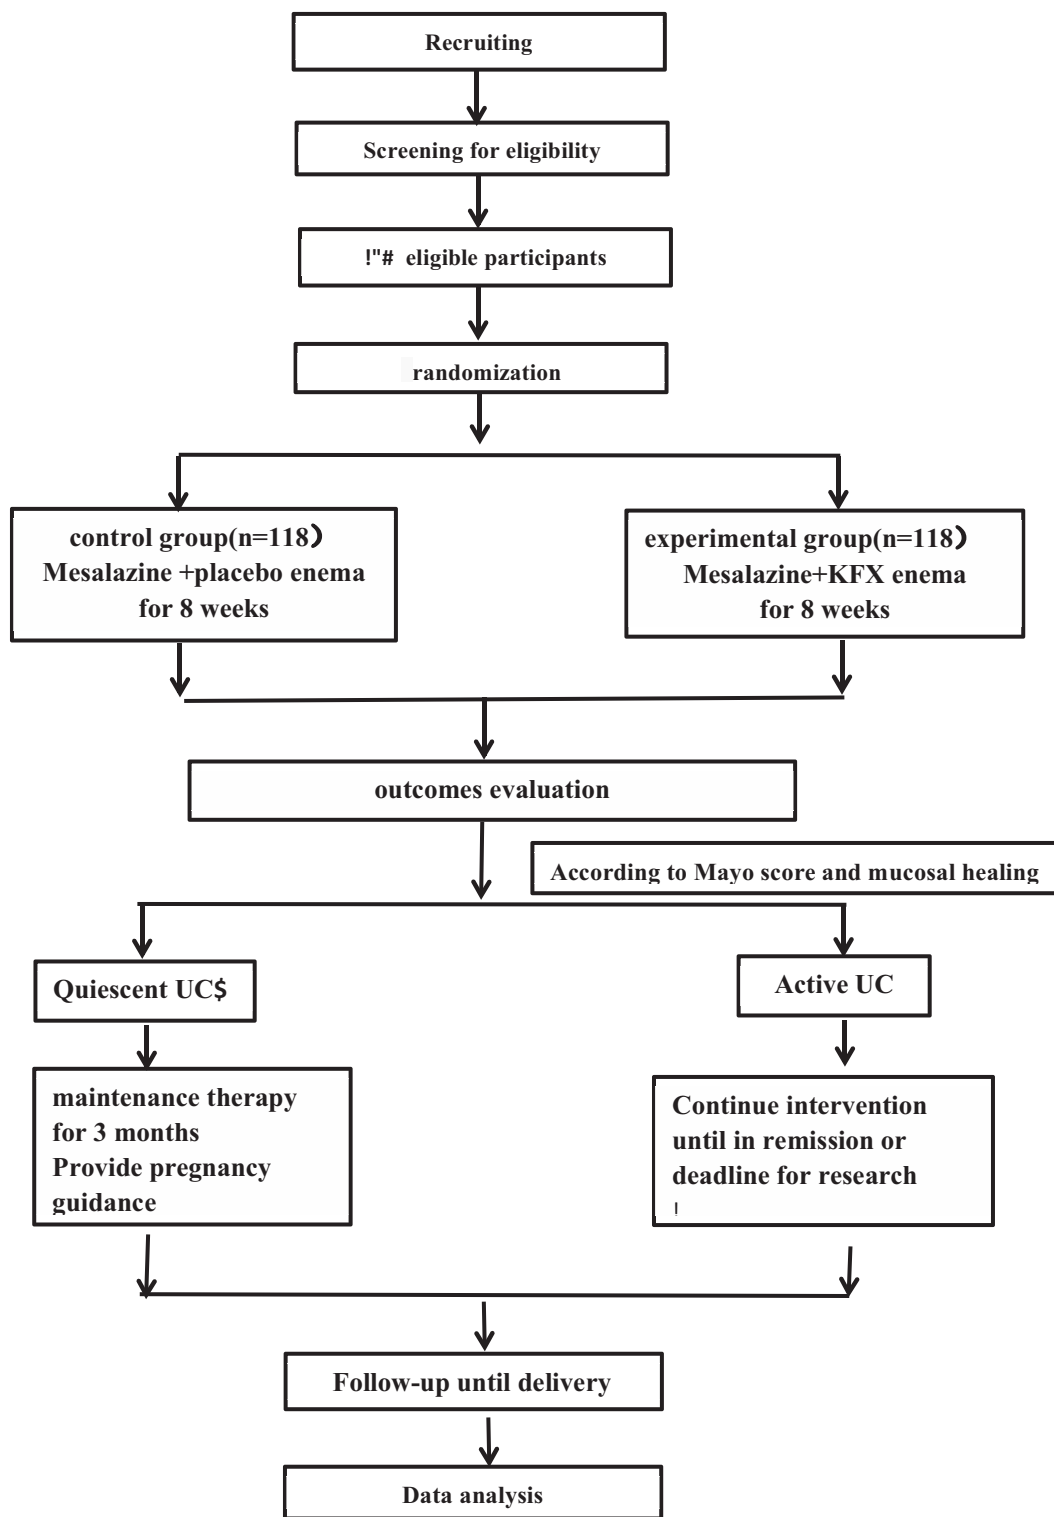 Recruiting
Screening for eligibility
!"# eligible participants
randomization
control group(n=118）
Mesalazine +placebo enema
for 8 weeks
experimental group(n=118）
Mesalazine+KFX enema
for 8 weeks
outcomes evaluation
According to Mayo score and mucosal healing
Quiescent UC$
Active UC
maintenance therapy
for 3 months
Provide pregnancy
guidance
Continue intervention
until in remission or
deadline for research
!
Follow-up until delivery
Data analysis